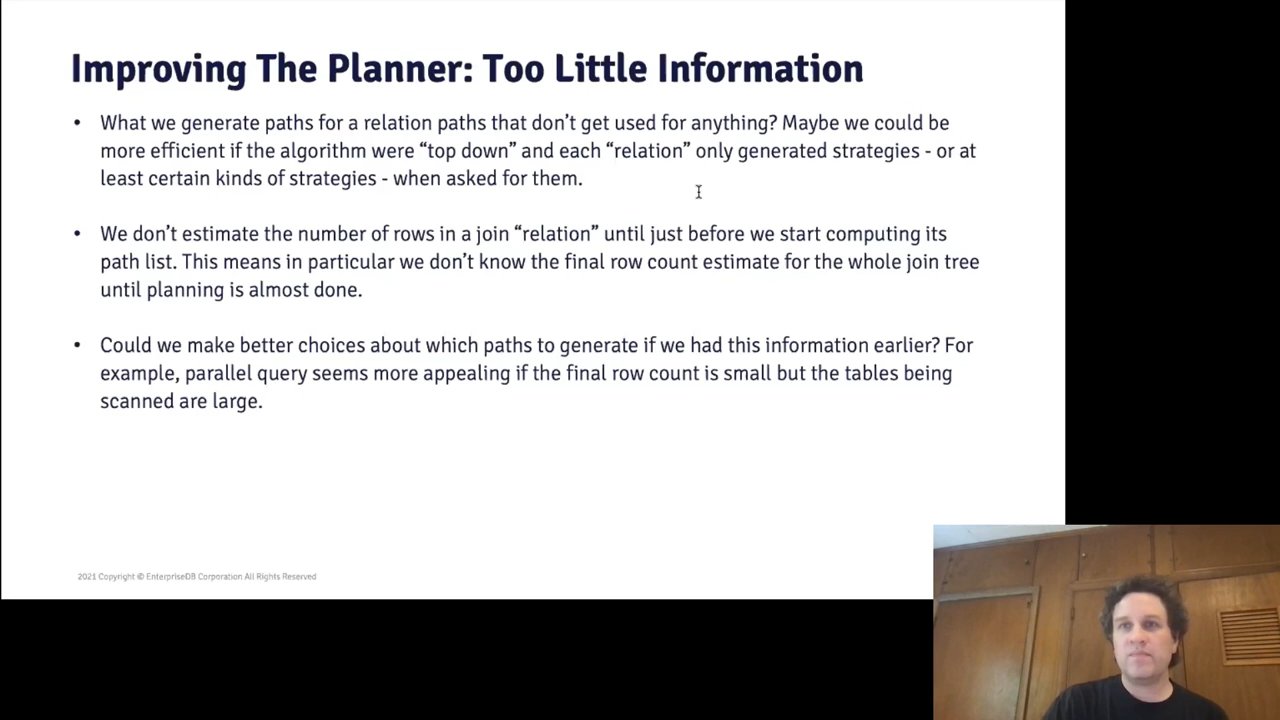 Improving The Planner: Too Little Information
• What we generate paths for a relation paths that don't get used for anything? Maybe we could be
more efficient if the algorithm were “top down” and each “relation” only generated strategies - or at
least certain kinds of strategies - when asked for them.
• We don't estimate the number of rows in a join “relation” until just before we start computing its
path list. This means in particular we don't know the final row count estimate for the whole join tree
until planning is almost done.
• Could we make better choices about which paths to generate if we had this information earlier? For
example, parallel query seems more appealing if the final row count is small but the tables being
scanned are large.
2021 Copyright © EnterpriseDB Corporation All Rights Reserved